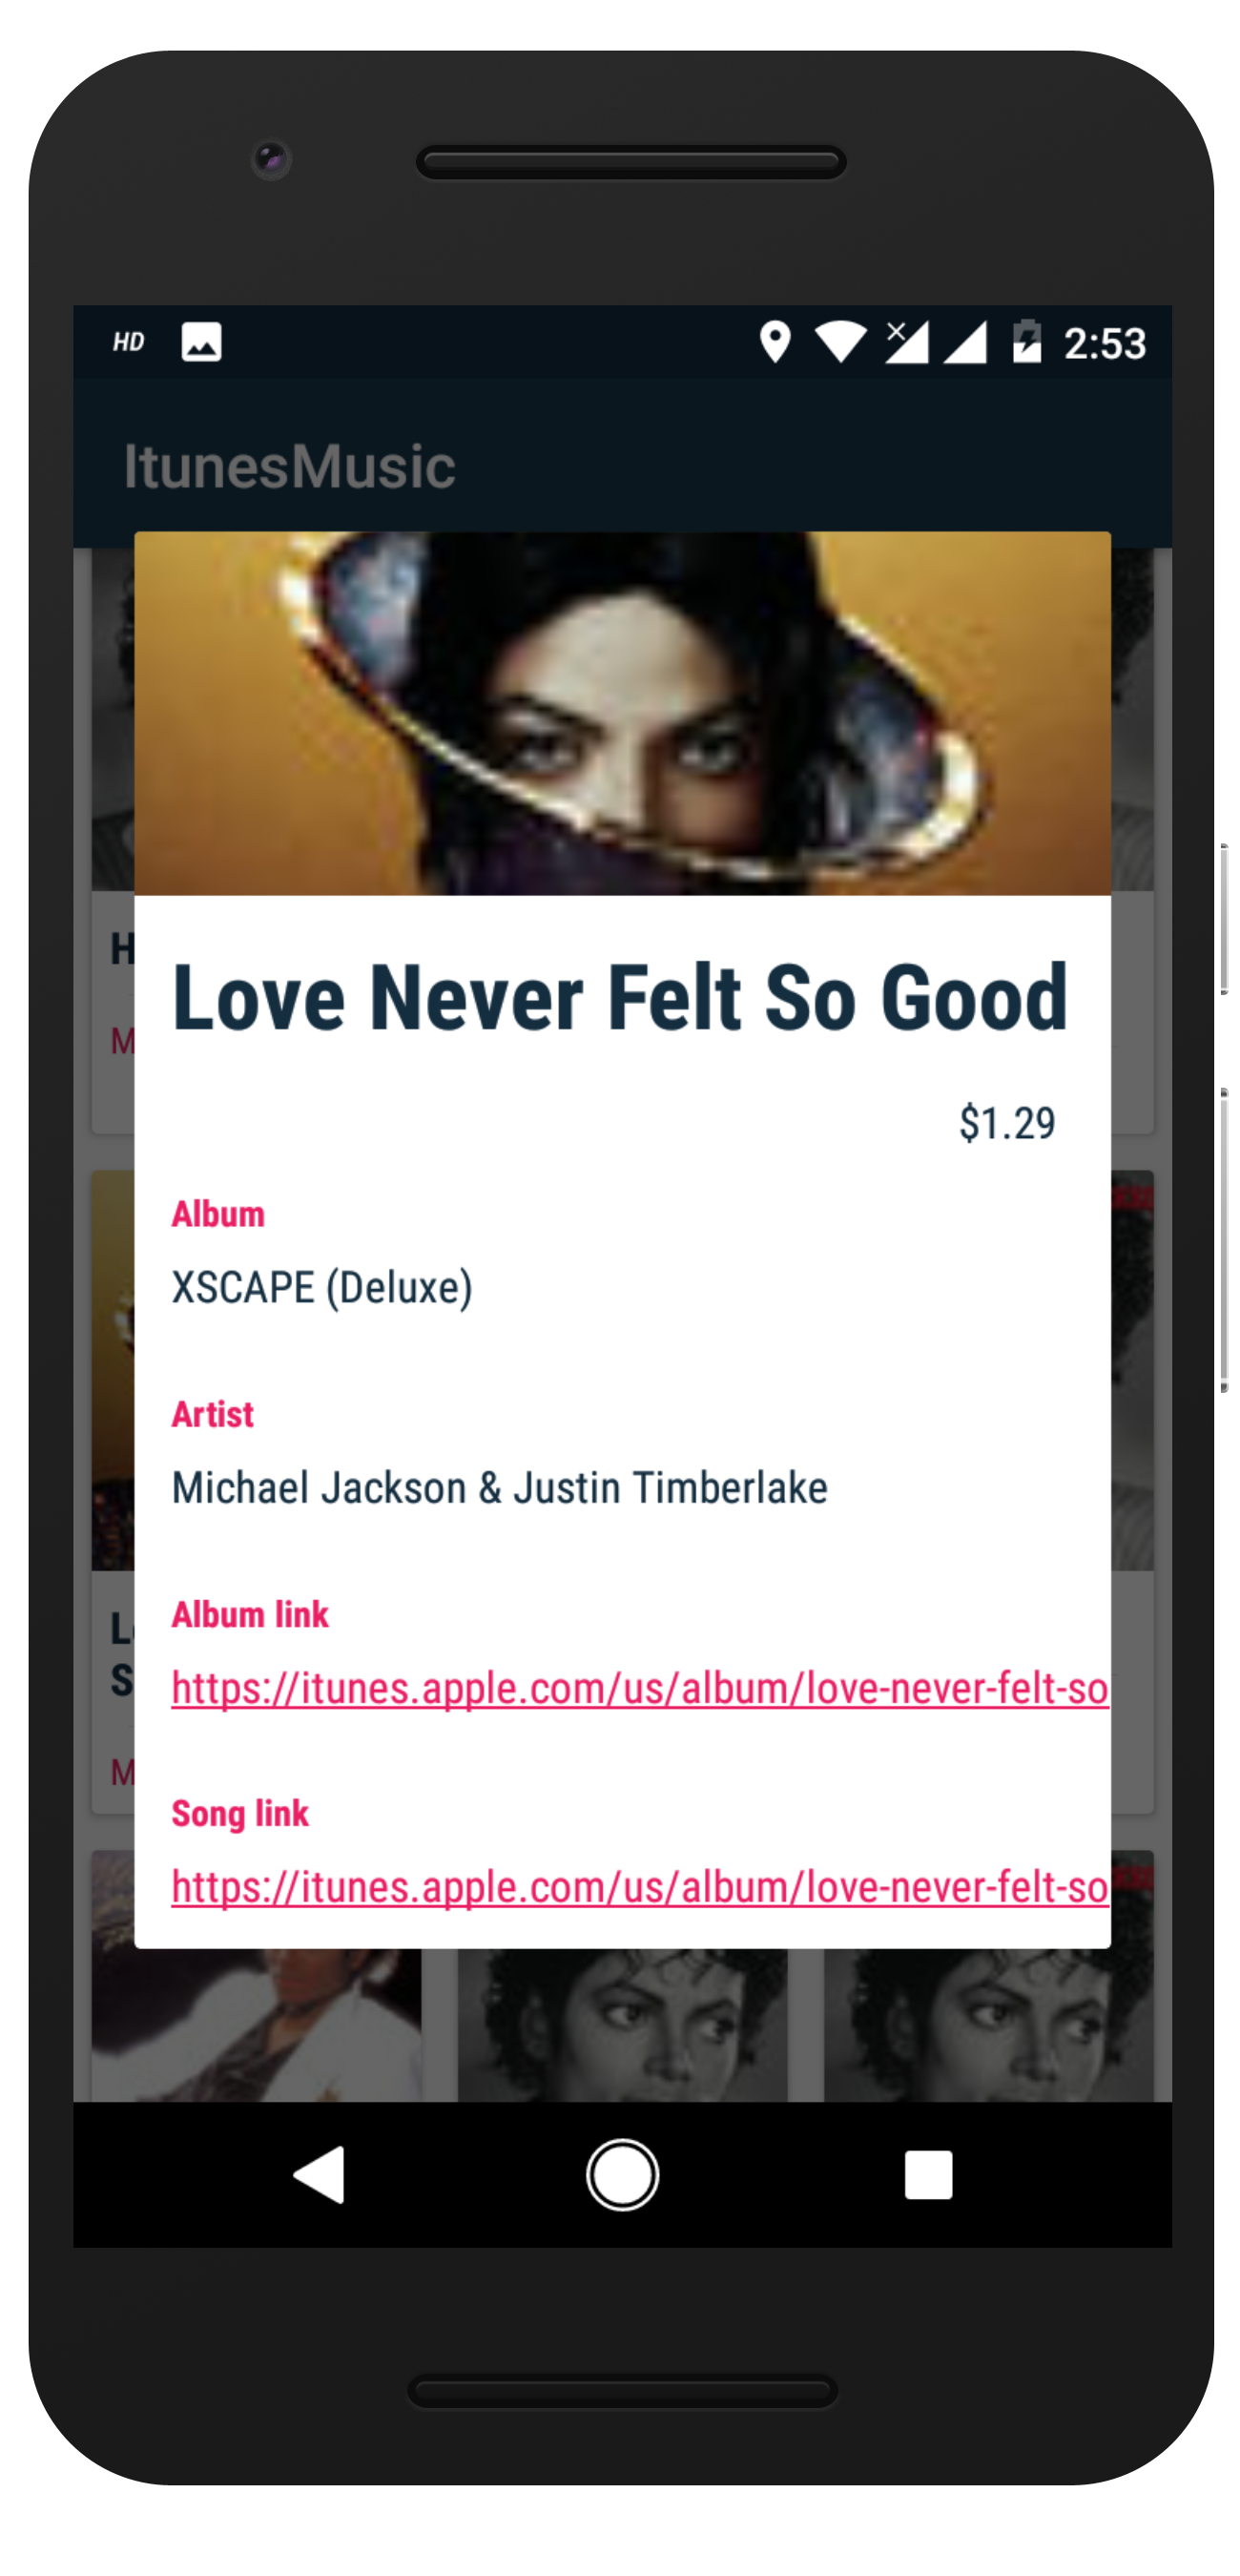 HD 2:53
ItunesMusic
Love Never Felt So Good
$1.29
Album
XSCAPE (Deluxe)
Artist
Michael Jackson & Justin Timberlake
Album link
https://itunes.apple.com/us/album/love-never-felt-so
Song link
https://itunes.apple.com/us/album/love-never-felt-so